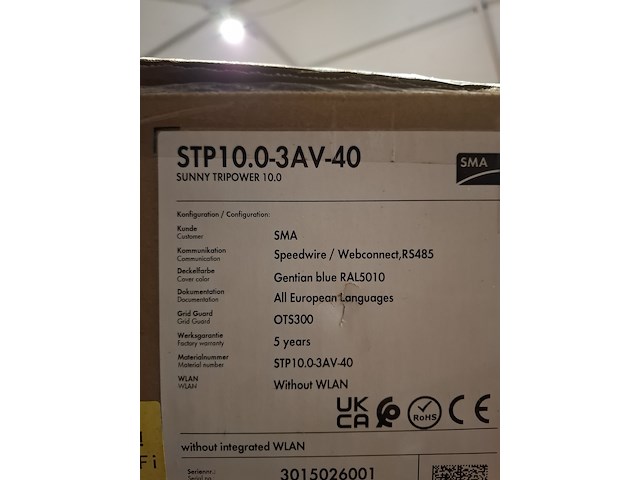 STP10.0-3AV-40
SMA
SUNNY TRIPOWER 10.0
Konfiguration / Configuration:
Kunde SMA
Customer
Kommunikation Speedwire / Webconnect,RS485
Communication
Deckelfarbe Gentian blue RAL5010
Cover color
Dokumentation All European Languages
Documentation
Grid Guard OTS300
Grid Guard
Werksgarantie 5 years
Factory warranty
Materialnummer STP10.0-3AV-40
Material number
WLAN Without WLAN
WLAN
UK
CA
RoHS
CE
without integrated WLAN
Fi
Seriennr.: 3015026001
Serial no.: